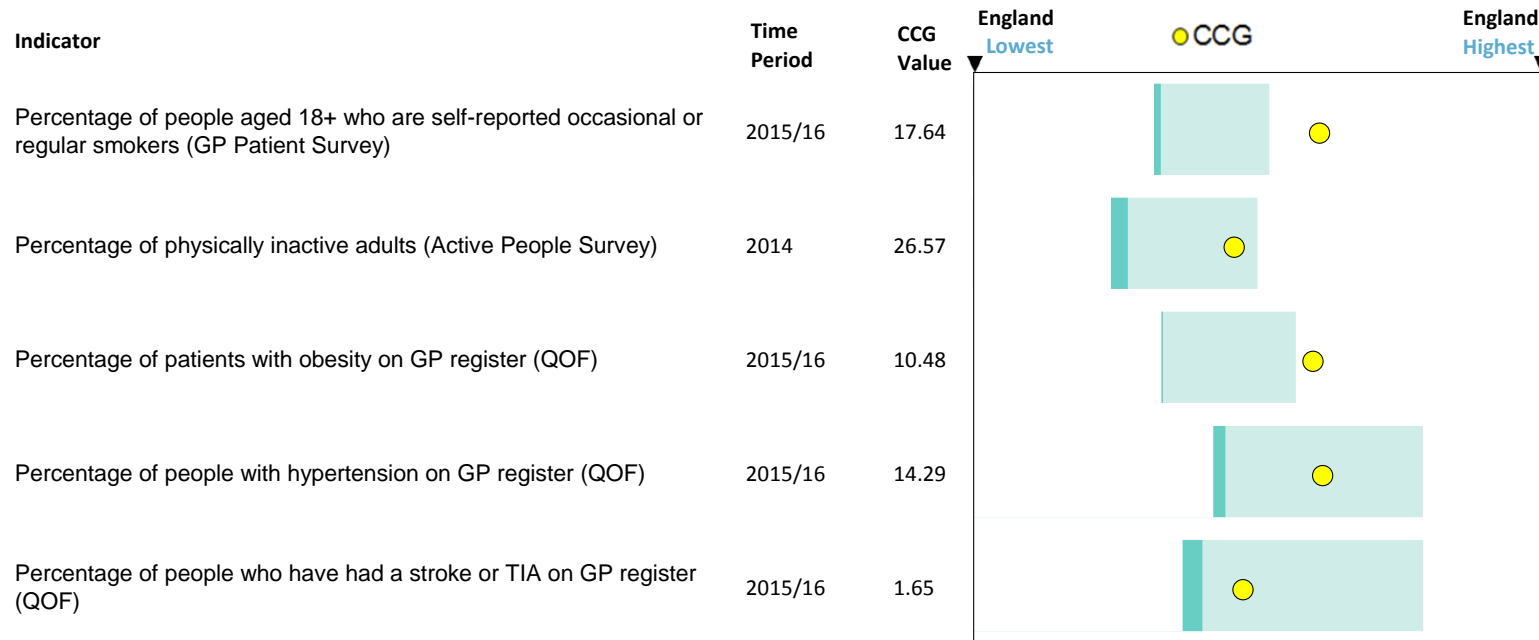 Indicator
Time
Period
CCG
Value
England
Lowest
CCG
England
Highest
Percentage of people aged 18+ who are self-reported occasional or
regular smokers (GP Patient Survey)
2015/16
17.64
Percentage of physically inactive adults (Active People Survey)
2014
26.57
Percentage of patients with obesity on GP register (QOF)
2015/16
10.48
Percentage of people with hypertension on GP register (QOF)
2015/16
14.29
Percentage of people who have had a stroke or TIA on GP register
(QOF)
2015/16
1.65